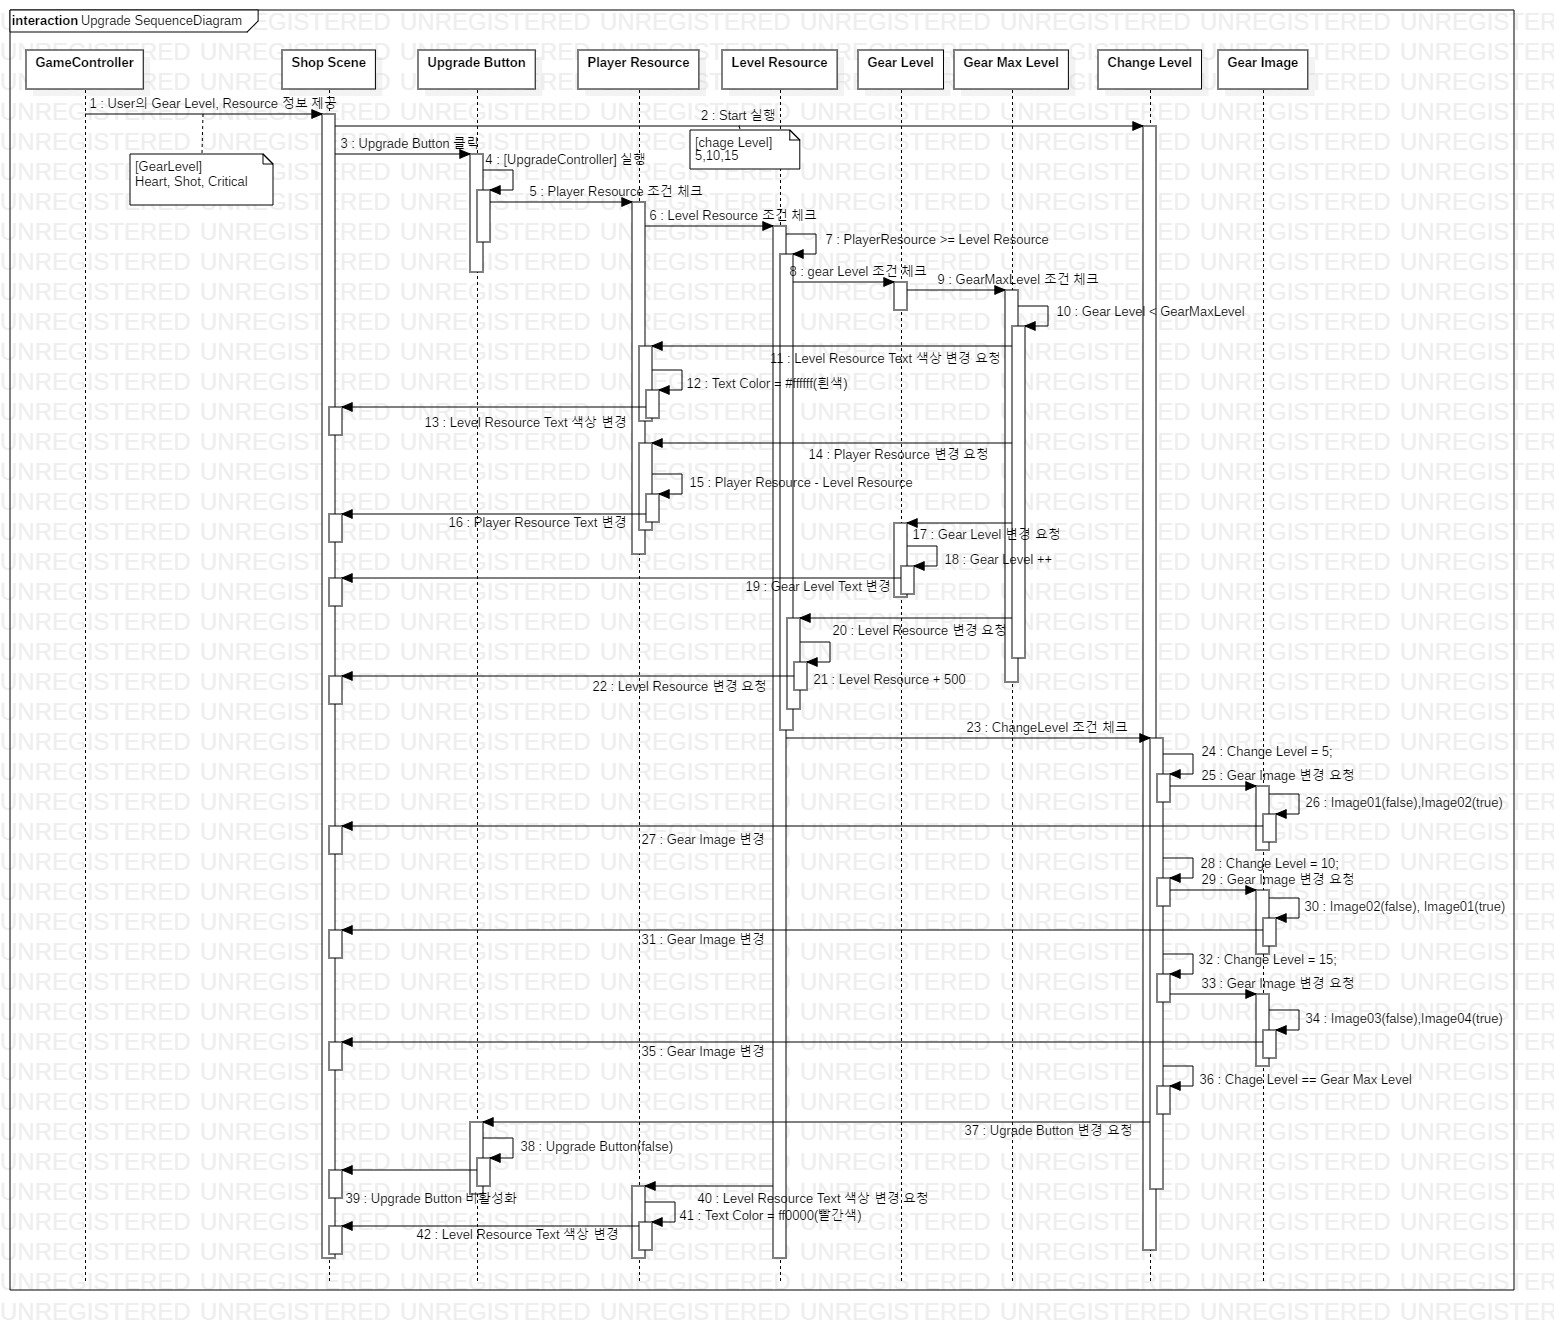 interaction Upgrade SequenceDiagram
GameController
Shop Scene
Upgrade Button
Player Resource
Level Resource
Gear Level
Gear Max Level
Change Level
Gear Image
1 : User의 Gear Level, Resource 정보 제공
2 : Start 실행
[chage Level]
5,10,15
3 : Upgrade Button 클릭
[GearLevel]
Heart, Shot, Critical
4 : [UpgradeController] 실행
5 : Player Resource 조건 체크
6 : Level Resource 조건 체크
7 : PlayerResource >= Level Resource
8 : gear Level 조건 체크
9 : GearMaxLevel 조건 체크
10 : Gear Level < GearMaxLevel
11 : Level Resource Text 색상 변경 요청
12 : Text Color = #ffffff(흰색)
13 : Level Resource Text 색상 변경
14 : Player Resource 변경 요청
15 : Player Resource - Level Resource
16 : Player Resource Text 변경
17 : Gear Level 변경 요청
18 : Gear Level ++
19 : Gear Level Text 변경
20 : Level Resource 변경 요청
21 : Level Resource + 500
22 : Level Resource 변경 요청
23 : ChangeLevel 조건 체크
24 : Change Level = 5;
25 : Gear Image 변경 요청
26 : Image01(false),Image02(true)
27 : Gear Image 변경
28 : Change Level = 10;
29 : Gear Image 변경 요청
30 : Image02(false), Image01(true)
31 : Gear Image 변경
32 : Change Level = 15;
33 : Gear Image 변경 요청
34 : Image03(false),Image04(true)
35 : Gear Image 변경
36 : Chage Level == Gear Max Level
37 : Ugrade Button 변경 요청
38 : Upgrade Button(false)
39 : Upgrade Button 비활성화
40 : Level Resource Text 색상 변경 요청
41 : Text Color = ff0000(빨간색)
42 : Level Resource Text 색상 변경